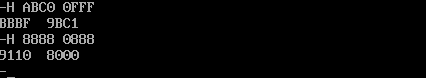 -H ABC0 0FFF
BBBF  9BC1
-H 8888 0888
9110  8000
-_